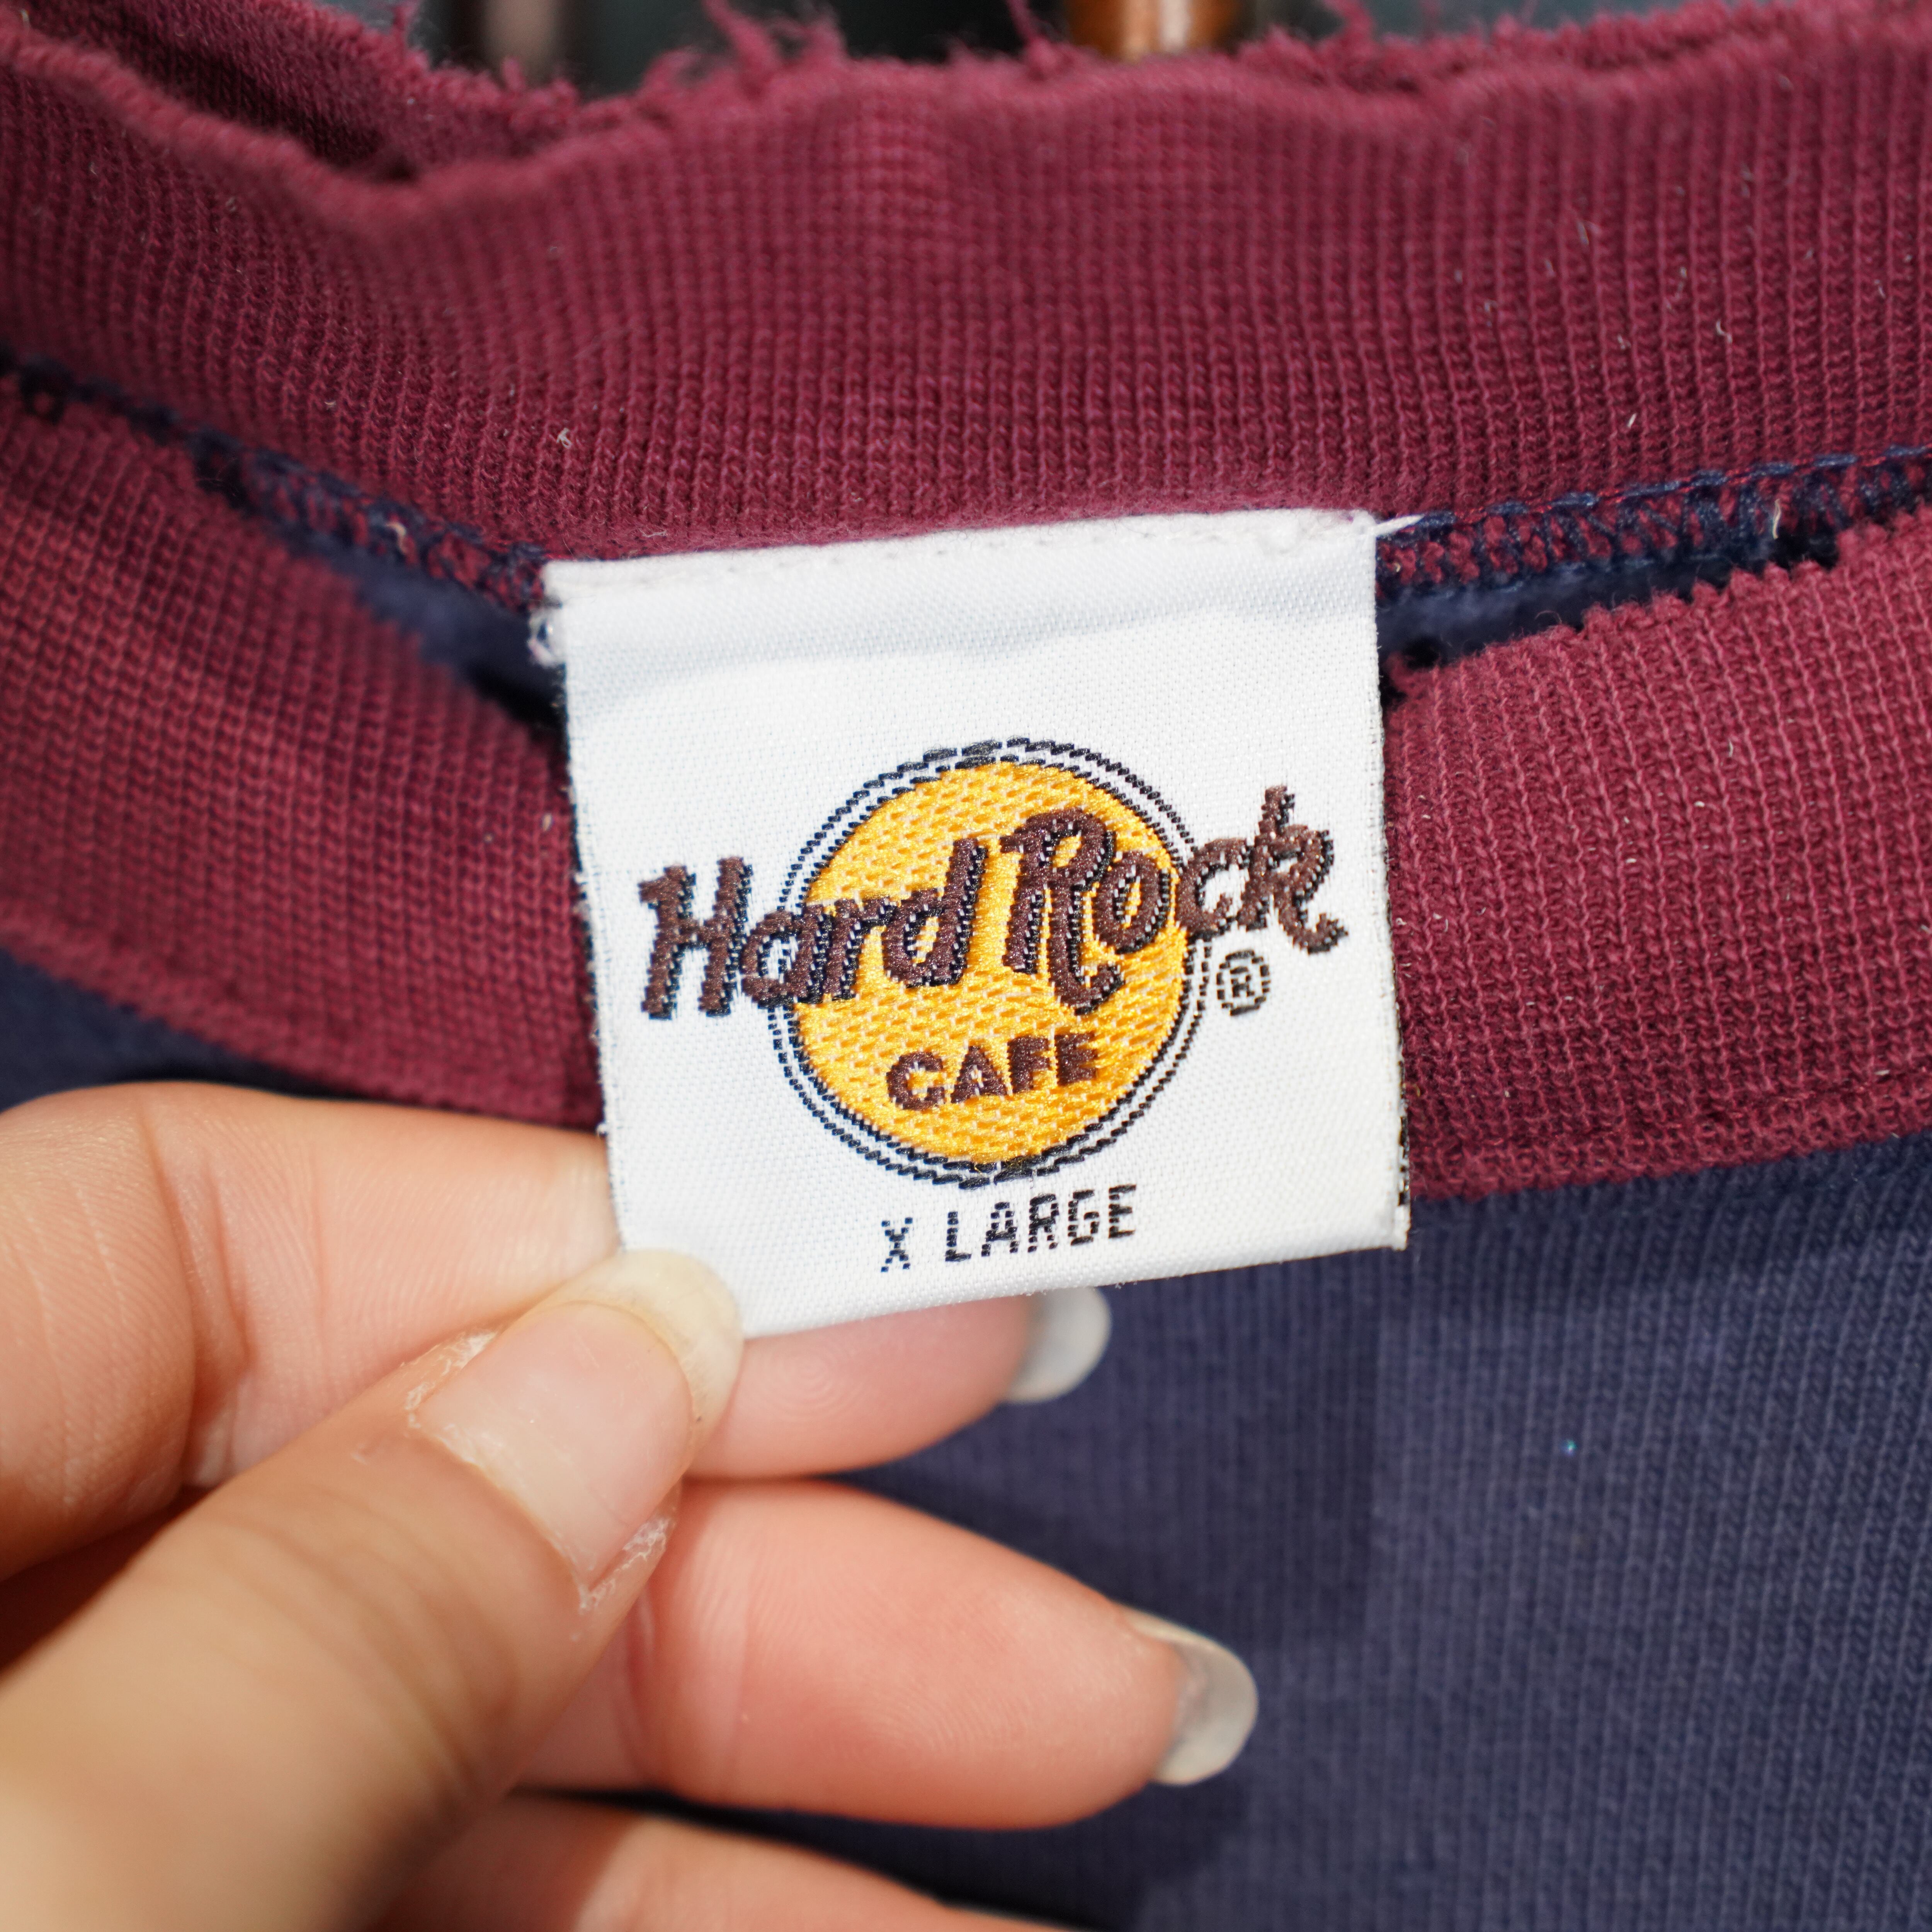 Hard Rock
CAFE
®
X LARGE